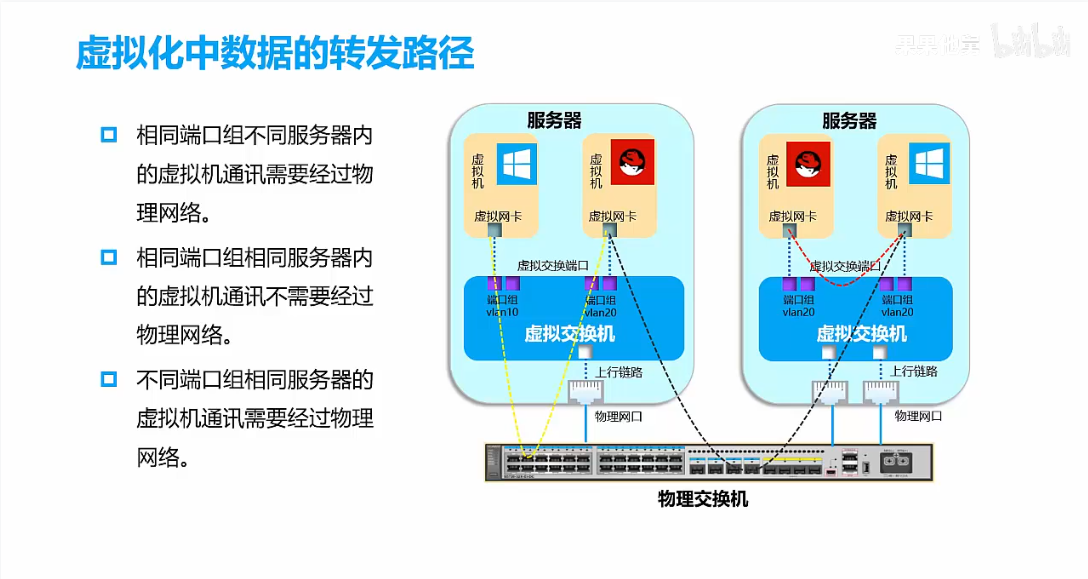 虚拟化中数据的转发路径
bilibili
相同端口组不同服务器内
的虚拟机通讯需要经过物
理网络。
相同端口组相同服务器内
的虚拟机通讯不需要经过
物理网络。
不同端口组相同服务器的
虚拟机通讯需要经过物理
网络。
服务器
虚拟机
虚拟机
虚拟网卡
虚拟网卡
虚拟交换端口
端口组
vlan10
端口组
vlan20
虚拟交换机
上行链路
物理网口
服务器
虚拟机
虚拟机
虚拟网卡
虚拟网卡
虚拟交换端口
端口组
vlan20
端口组
vlan20
虚拟交换机
上行链路
物理网口
物理交换机